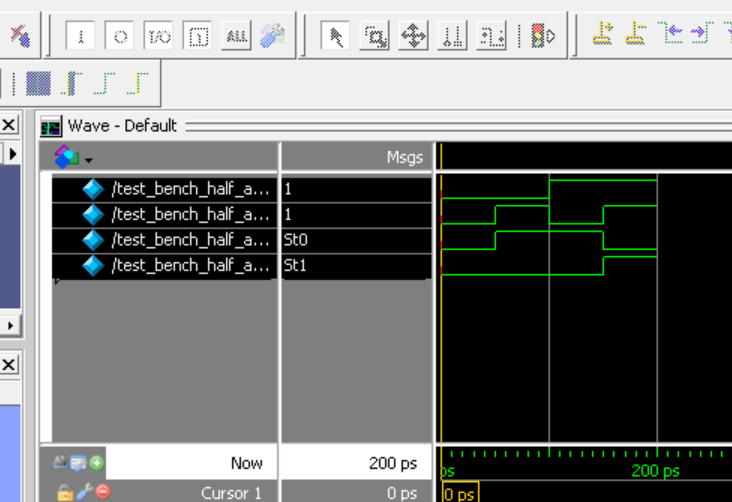 I/O
ALL
Wave - Default
Msgs
/test_bench_half_a... 1
/test_bench_half_a... 1
/test_bench_half_a... St0
/test_bench_half_a... St1
Now 200 ps
ps 200 ps
Cursor 1 0 ps 0 ps